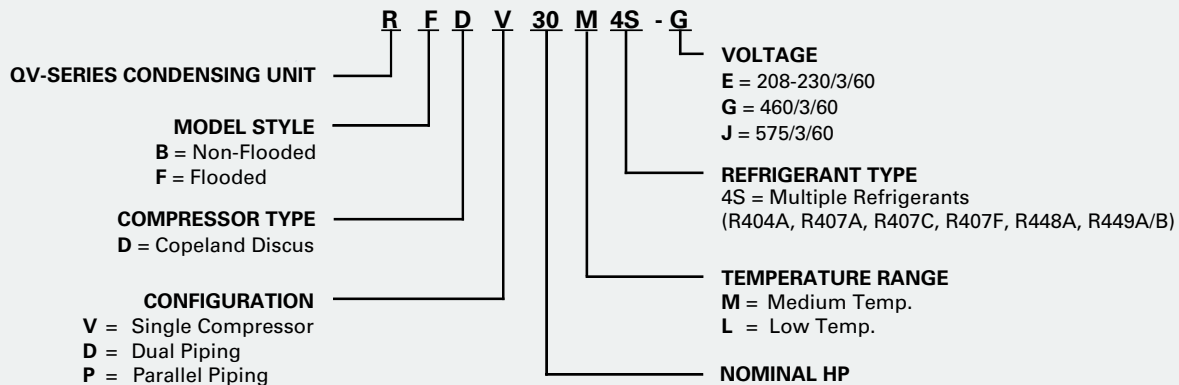 R F D V 30 M 4S - G
QV-SERIES CONDENSING UNIT
MODEL STYLE
B = Non-Flooded
F = Flooded
COMPRESSOR TYPE
D = Copeland Discus
CONFIGURATION
V = Single Compressor
D = Dual Piping
P = Parallel Piping
VOLTAGE
E = 208-230/3/60
G = 460/3/60
J = 575/3/60
REFRIGERANT TYPE
4S = Multiple Refrigerants
(R404A, R407A, R407C, R407F, R448A, R449A/B)
TEMPERATURE RANGE
M = Medium Temp.
L = Low Temp.
NOMINAL HP